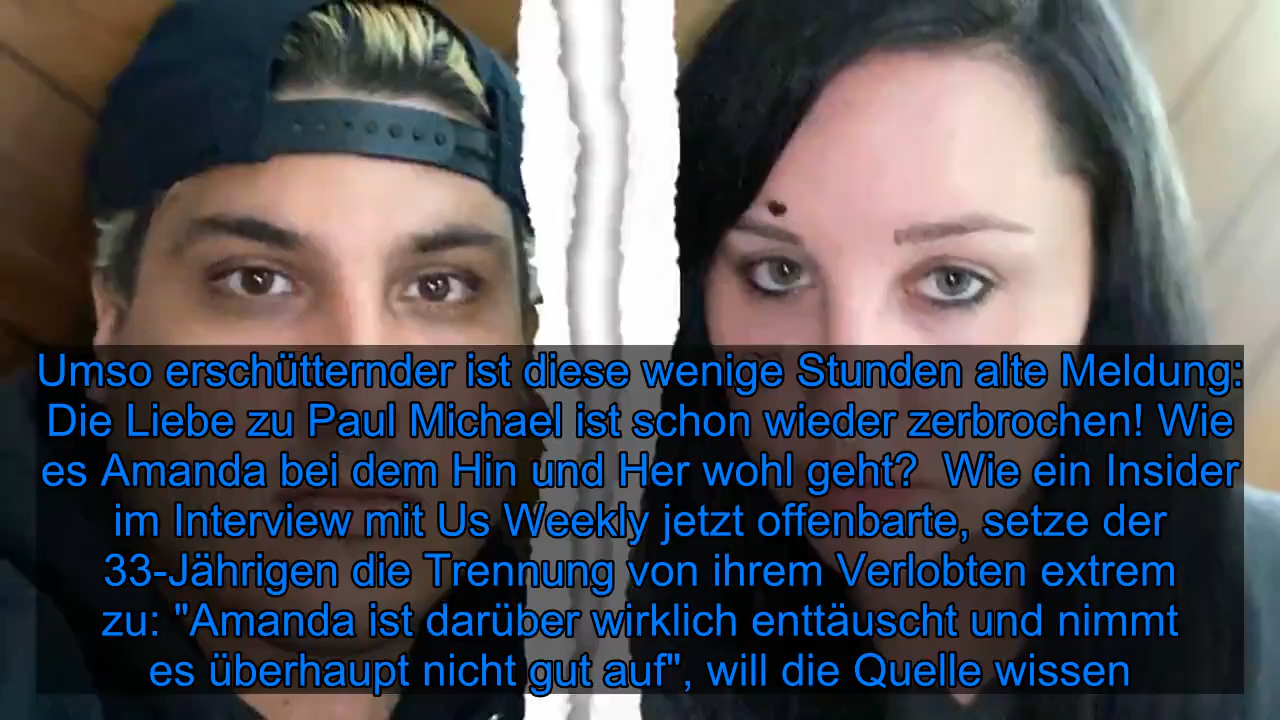 Umso erschütternder ist diese wenige Stunden alte Meldung:
Die Liebe zu Paul Michael ist schon wieder zerbrochen! Wie
es Amanda bei dem Hin und Her wohl geht?  Wie ein Insider
im Interview mit Us Weekly jetzt offenbarte, setze der
33-Jährigen die Trennung von ihrem Verlobten extrem
zu: "Amanda ist darüber wirklich enttäuscht und nimmt
es überhaupt nicht gut auf", will die Quelle wissen